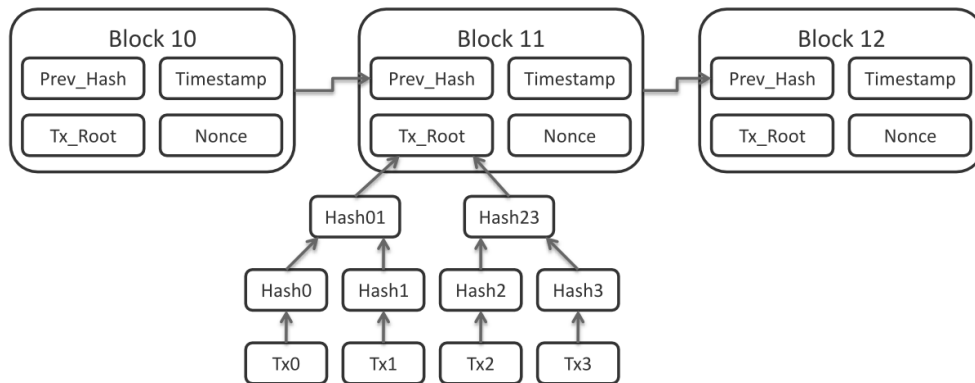 Block 10
Block 11
Block 12
Prev_Hash Timestamp
Prev_Hash Timestamp
Prev_Hash Timestamp
Tx_Root Nonce
Tx_Root Nonce
Tx_Root Nonce
Hash01 Hash23
Hash0 Hash1 Hash2 Hash3
Tx0 Tx1 Tx2 Tx3